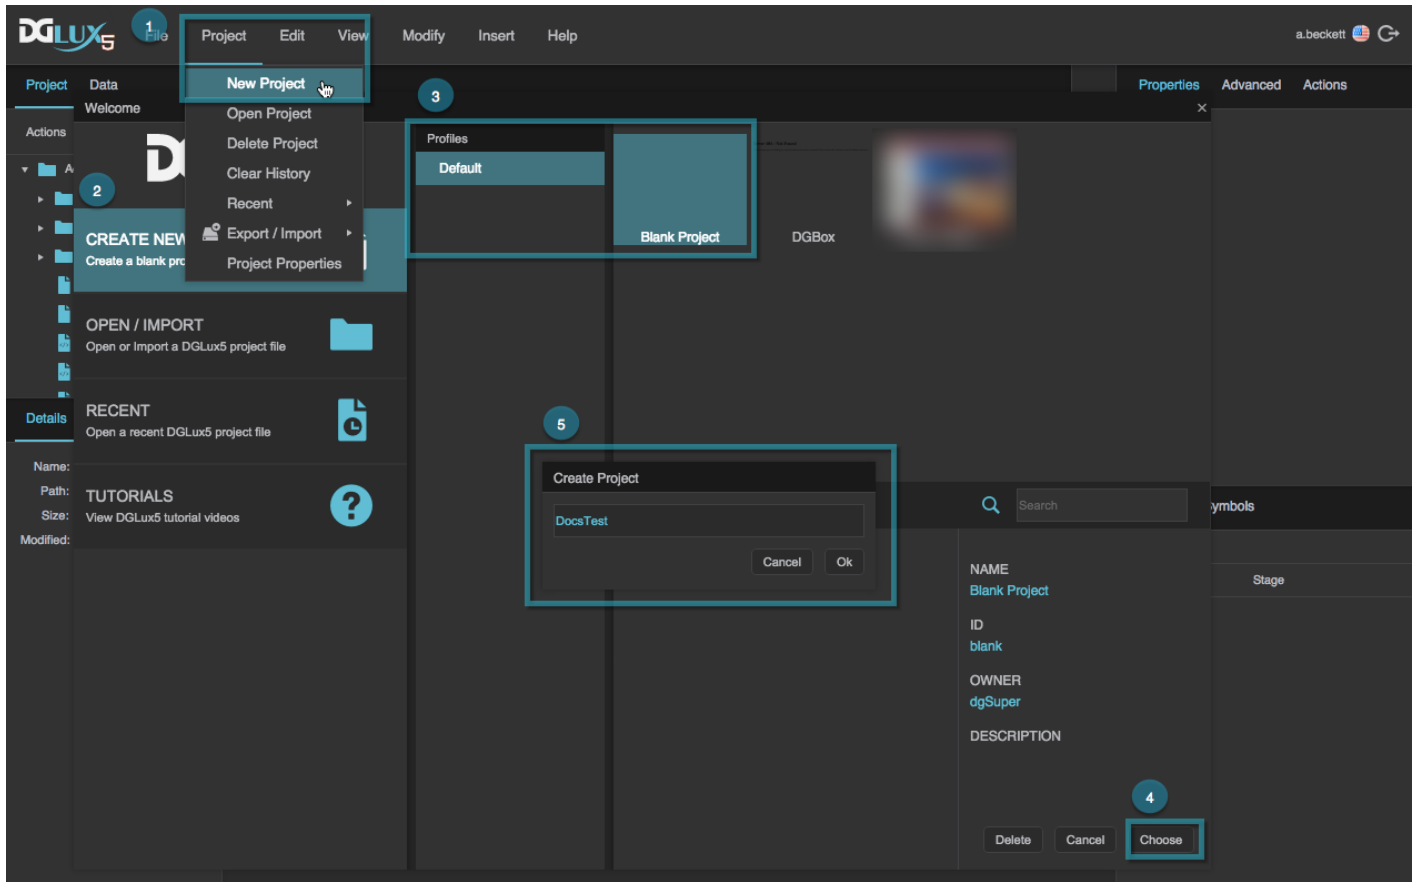 DGLUX5
1
File
Project
Edit
View
Modify
Insert
Help
a.beckett
Project
Data
New Project
Properties
Advanced
Actions
Welcome
3
Open Project
Actions
Profiles
Delete Project
Default
Clear History
2
Recent
CREATE NEW
Export / Import
Blank Project
DGBox
Create a blank pro
Project Properties
OPEN / IMPORT
Open or Import a DGLux5 project file
RECENT
Open a recent DGLux5 project file
Details
5
Name:
Path:
Size:
Modified:
TUTORIALS
View DGLux5 tutorial videos
Create Project
DocsTest
Cancel
Ok
Search
ymbols
Stage
NAME
Blank Project
ID
blank
OWNER
dgSuper
DESCRIPTION
4
Delete
Cancel
Choose